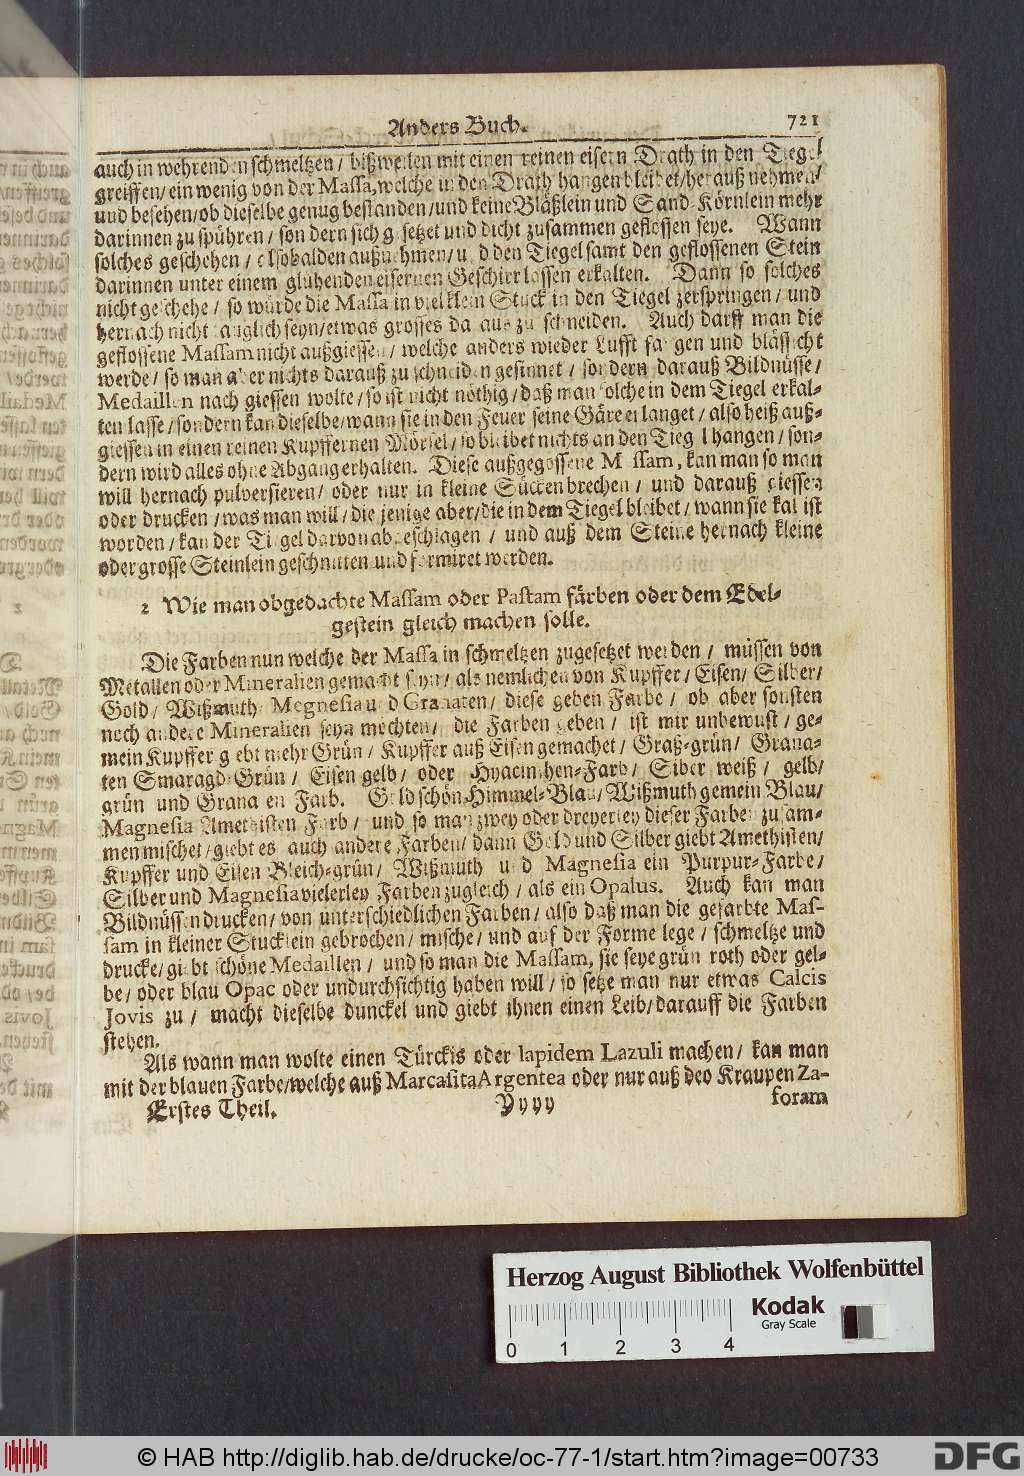 Anders Buch. 721
auch in wehrenden schmeltzen / bißweilen mit einen reinen eisern Drath in den Tiegel
greiffen / ein wenig von der Massa, welche in den Drath hangen bleibet / herauß nehmen /
und besehen / ob dieselbe genug bestanden / und keine Bläßlein und Sand-Körnlein mehr
darinnen zu spühren / sondern sich gesetzet und dicht zusammen geflossen seye. Wann
solches geschehen / alsobalden außnehmen / und den Tiegel samt den geflossenen Stein
darinnen unter einem glühenden eisernen Geschirr lassen erkalten. Dann so solches
nicht geschehe / so würde die Massa in viel klein Stuck in den Tiegel zerspringen / und
hernach nicht tauglich seyn / etwas grosses daraus zu schneiden. Auch darff man die
geflossene Massam nicht außgiessen / welche anders wieder Lufft fangen und blässicht
werde / so man aber nichts darauß zu schneiden gesinnet / sondern darauß Bildnüsse /
Medaillen nach giessen wolte / so ist nicht nöthig / daß man solche in dem Tiegel erkal-
ten lasse / sondern kan dieselbe / wann sie in den Feuer seine Gäre erlanget / also heiß auß-
giessen in einen reinen Kupffernen Mörsel / so bleibet nichts an den Tiegel hangen / son-
dern wird alles ohne Abgang erhalten. Diese außgegossene Massam, kan man so man
will hernach pulversieren / oder nur in kleine Stücken brechen / und darauß giessen
oder drucken / was man will / die jenige aber / die in dem Tiegel bleibet / wann sie kal ist
worden / kan der Tiegel darvon abgeschlagen / und auß dem Steine hernach kleine
oder grosse Steinlein geschnitten und formiret werden.
2 Wie man obgedachte Massam oder Pastam färben oder dem Edel-
gestein gleich machen solle.
Die Farben nun welche der Massa in schmeltzen zugesetzet werden / müssen von
Metallen oder Mineralien gemacht seyn / als nemlichen von Kupffer / Eisen / Silber /
Gold / Wißmuth / Megnesia und Granaten / diese geben Farbe / ob aber sonsten
noch andere Mineralien seyn mochten / die Farben geben / ist mir unbewust / ge-
mein Kupffer giebt mehr Grün / Kupffer auß Eisen gemachet / Graß-grün / Grana-
ten Smaragd-Grün / Eisen gelb / oder Hyacinthen-Farb / Siber weiß / gelb /
grün und Granaten Farb. Gold schön Himmel-Blau / Wißmuth gemein Blau /
Magnesia Amethisten Farb / und so man zwey oder dreyerley dieser Farben zusam-
men mischet / giebt es auch andere Farben / dann Gold und Silber giebt Amethisten /
Kupffer und Eisen Bleich-grün / Wißmuth und Magnesia ein Purpur-Farbe /
Silber und Magnesia vielerley Farben zugleich / als ein Opalus. Auch kan man
Bildnüssen drucken / von unterschiedlichen Farben / also daß man die gefarbte Mas-
sam in kleiner Stucklein gebrochen / mische / und auf der Forme lege / schmeltze und
drucke / giebt schöne Medaillen / und so man die Massam, sie seye grün roth oder gel-
be / oder blau Opac oder undurchsichtig haben will / so setze man nur etwas Calcis
Jovis zu / macht dieselbe dunckel und giebt ihnen einen Leib / darauff die Farben
stehen.
Als wann man wolte einen Türckis oder lapidem Lazuli machen / kan man
mit der blauen Farbe / welche auß Marcasita Argentea oder nur auß deo Kraupen Za-
Erstes Theil. Yyyy foram
Herzog August Bibliothek Wolfenbüttel
Kodak
Gray Scale
0 1 2 3 4
© HAB http://diglib.hab.de/drucke/oc-77-1/start.htm?image=00733
DFG